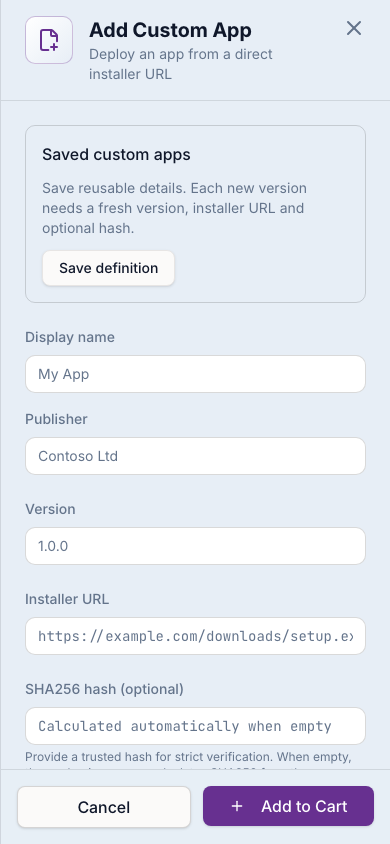 Add Custom App
Deploy an app from a direct
installer URL
Saved custom apps
Save reusable details. Each new version
needs a fresh version, installer URL and
optional hash.
Save definition
Display name
My App
Publisher
Contoso Ltd
Version
1.0.0
Installer URL
https://example.com/downloads/setup.ex
SHA256 hash (optional)
Calculated automatically when empty
Provide a trusted hash for strict verification. When empty,
Cancel
+ Add to Cart